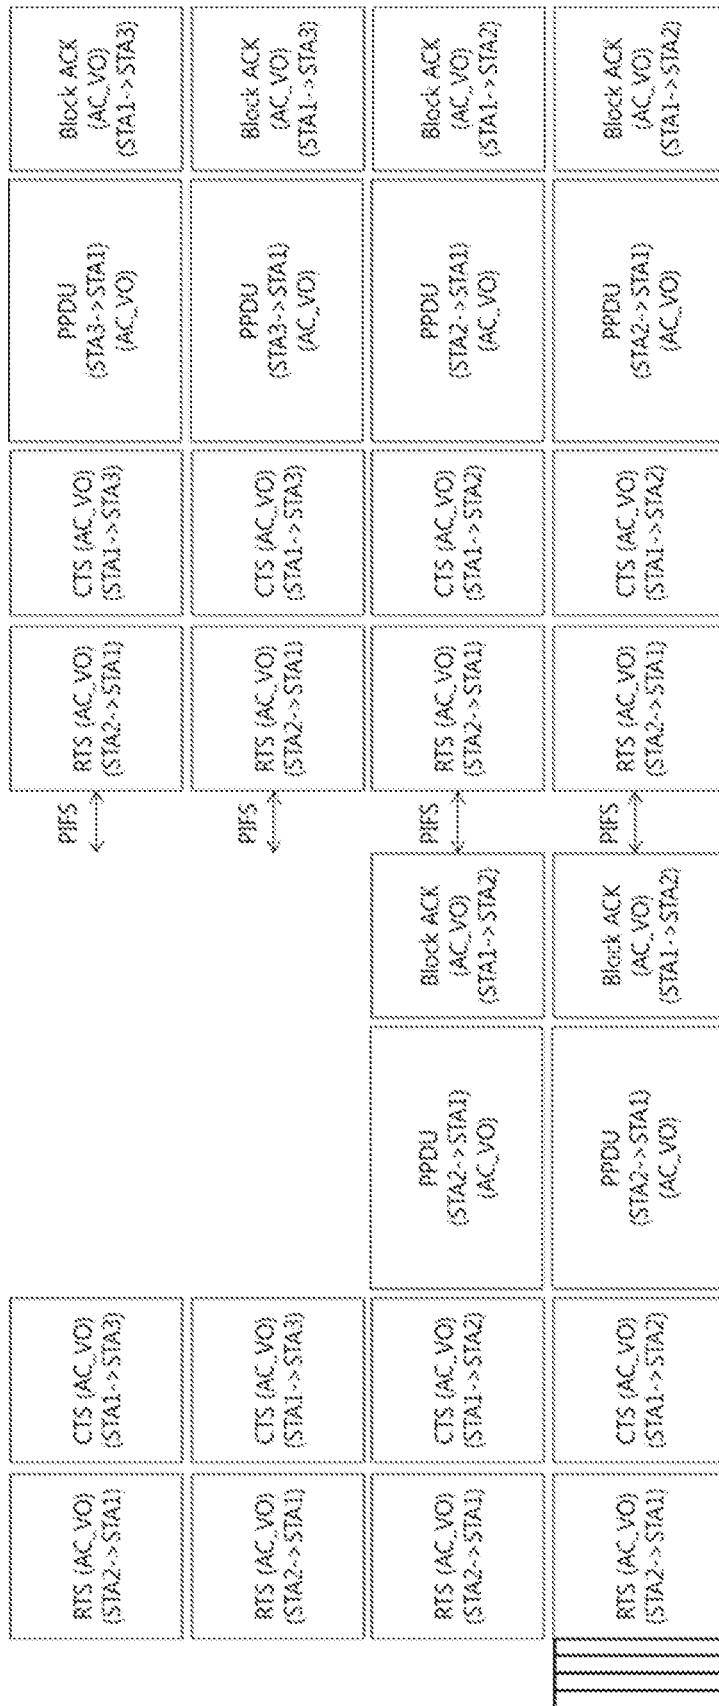 RTS (AC_VO)
(STA2->STA1)
CTS (AC_VO)
(STA1->STA3)
PIFS
RTS (AC_VO)
(STA2->STA1)
CTS (AC_VO)
(STA1->STA3)
PPDU
(STA3->STA1)
(AC_VO)
Block ACK
(AC_VO)
(STA1->STA3)
RTS (AC_VO)
(STA2->STA1)
CTS (AC_VO)
(STA1->STA3)
PIFS
RTS (AC_VO)
(STA2->STA1)
CTS (AC_VO)
(STA1->STA3)
PPDU
(STA3->STA1)
(AC_VO)
Block ACK
(AC_VO)
(STA1->STA3)
RTS (AC_VO)
(STA2->STA1)
CTS (AC_VO)
(STA1->STA2)
PPDU
(STA2->STA1)
(AC_VO)
Block ACK
(AC_VO)
(STA1->STA2)
PIFS
RTS (AC_VO)
(STA2->STA1)
CTS (AC_VO)
(STA1->STA2)
PPDU
(STA2->STA1)
(AC_VO)
Block ACK
(AC_VO)
(STA1->STA2)
RTS (AC_VO)
(STA2->STA1)
CTS (AC_VO)
(STA1->STA2)
PPDU
(STA2->STA1)
(AC_VO)
Block ACK
(AC_VO)
(STA1->STA2)
PIFS
RTS (AC_VO)
(STA2->STA1)
CTS (AC_VO)
(STA1->STA2)
PPDU
(STA2->STA1)
(AC_VO)
Block ACK
(AC_VO)
(STA1->STA2)